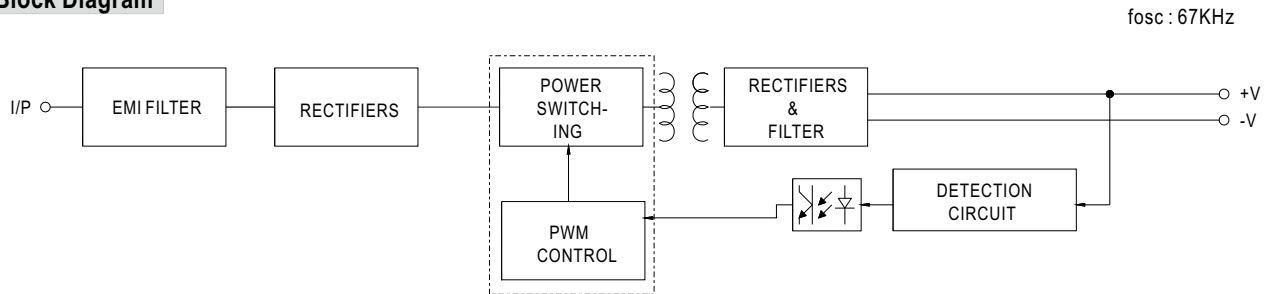 Block Diagram
fosc : 67KHz
I/P
EMI FILTER
RECTIFIERS
POWER
SWITCH-
ING
RECTIFIERS
&
FILTER
+V
-V
DETECTION
CIRCUIT
PWM
CONTROL